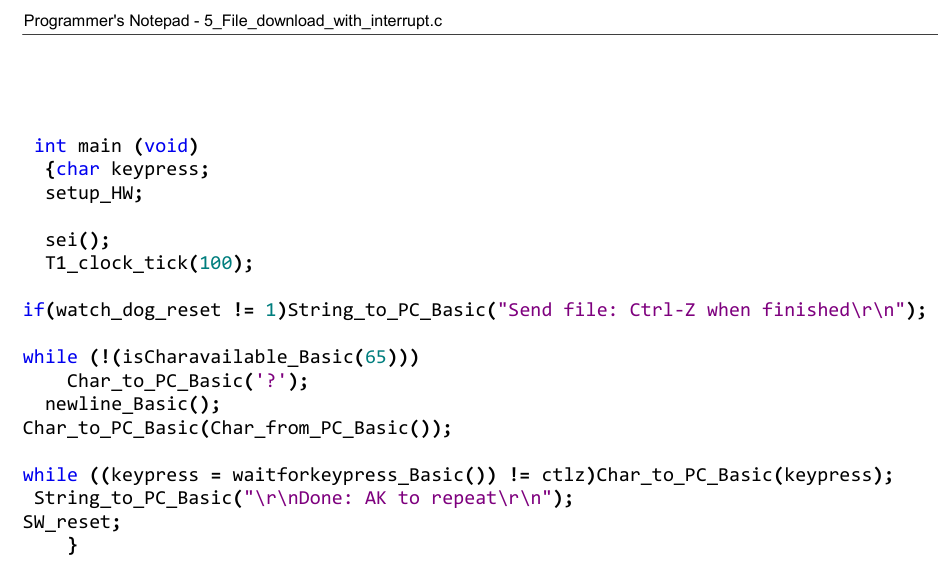 Programmer's Notepad - 5_File_download_with_interrupt.c
int main (void)
{char keypress;
setup_HW;
sei();
T1_clock_tick(100);
if(watch_dog_reset != 1)String_to_PC_Basic("Send file: Ctrl-Z when finished\r\n");
while (!(isCharavailable_Basic(65)))
Char_to_PC_Basic('?');
newline_Basic();
Char_to_PC_Basic(Char_from_PC_Basic());
while ((keypress = waitforkeypress_Basic()) != ctlz)Char_to_PC_Basic(keypress);
String_to_PC_Basic("\r\nDone: AK to repeat\r\n");
SW_reset;
}